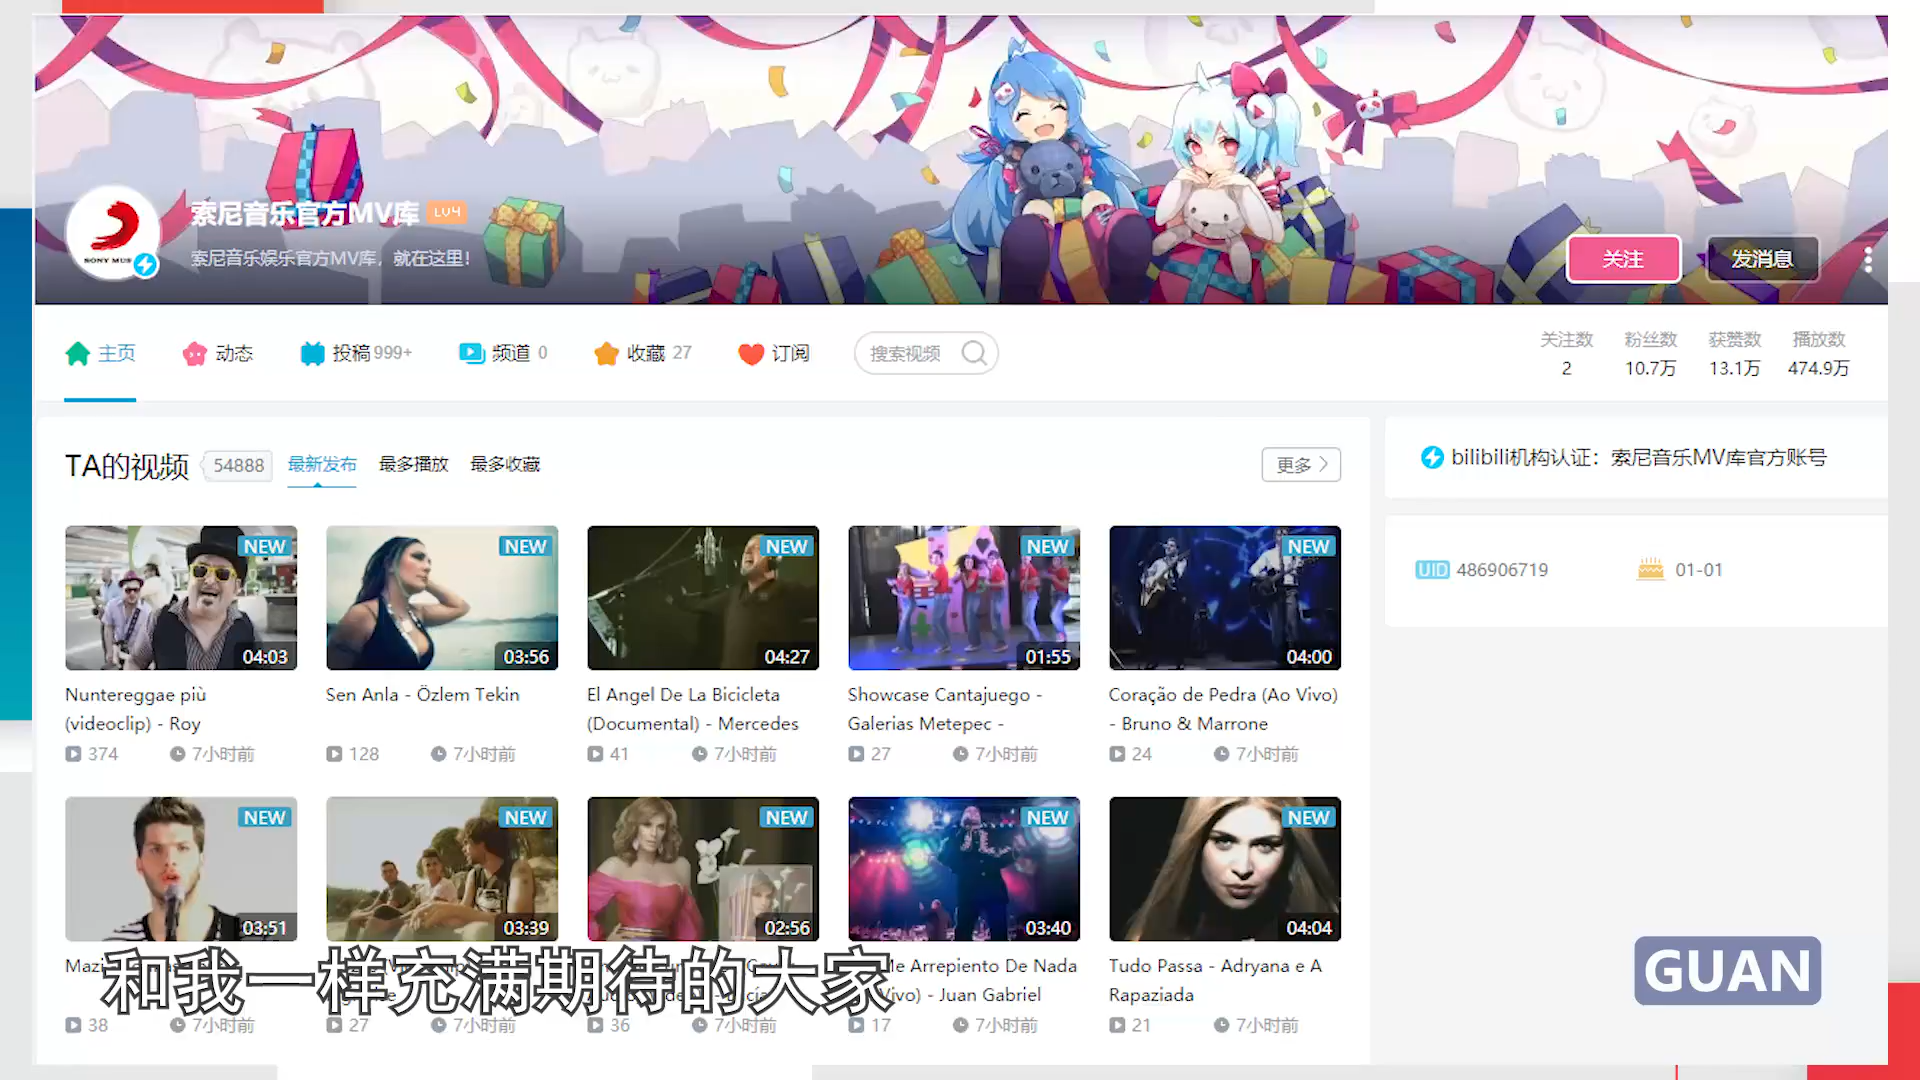 索尼音乐官方MV库 LV4
SONY MUS
索尼音乐娱乐官方MV库，就在这里！
关注
发消息
主页 动态 投稿 999+ 频道 0 收藏 27 订阅 搜索视频
关注数 粉丝数 获赞数 播放数
2 10.7万 13.1万 474.9万
TA的视频 54888 最新发布 最多播放 最多收藏 更多
bilibili机构认证：索尼音乐MV库官方账号
UID 486906719 01-01
NEW NEW NEW NEW NEW
04:03 03:56 04:27 01:55 04:00
Nuntereggae più
(videoclip) - Roy
374 7小时前
Sen Anla - Özlem Tekin
128 7小时前
El Angel De La Bicicleta
(Documental) - Mercedes
41 7小时前
Showcase Cantajuego -
Galerias Metepec -
27 7小时前
Coração de Pedra (Ao Vivo)
- Bruno & Marrone
24 7小时前
NEW NEW NEW NEW NEW
03:51 03:39 02:56 03:40 04:04
38 7小时前
27 7小时前
36 7小时前
Me Arrepiento De Nada
Vivo) - Juan Gabriel
17 7小时前
Tudo Passa - Adryana e A
Rapaziada
21 7小时前
和我一样充满期待的大家
GUAN